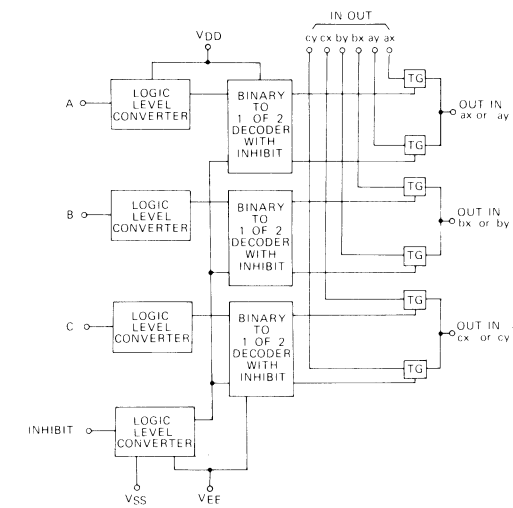 IN OUT
VDD
cy cx by bx ay ax
TG
A
LOGIC
LEVEL
CONVERTER
BINARY
TO
1 OF 2
DECODER
WITH
INHIBIT
OUT IN
ax or ay
TG
TG
B
LOGIC
LEVEL
CONVERTER
BINARY
TO
1 OF 2
DECODER
WITH
INHIBIT
OUT IN
bx or by
TG
TG
C
LOGIC
LEVEL
CONVERTER
BINARY
TO
1 OF 2
DECODER
WITH
INHIBIT
OUT IN
cx or cy
TG
INHIBIT
LOGIC
LEVEL
CONVERTER
VSS
VEE